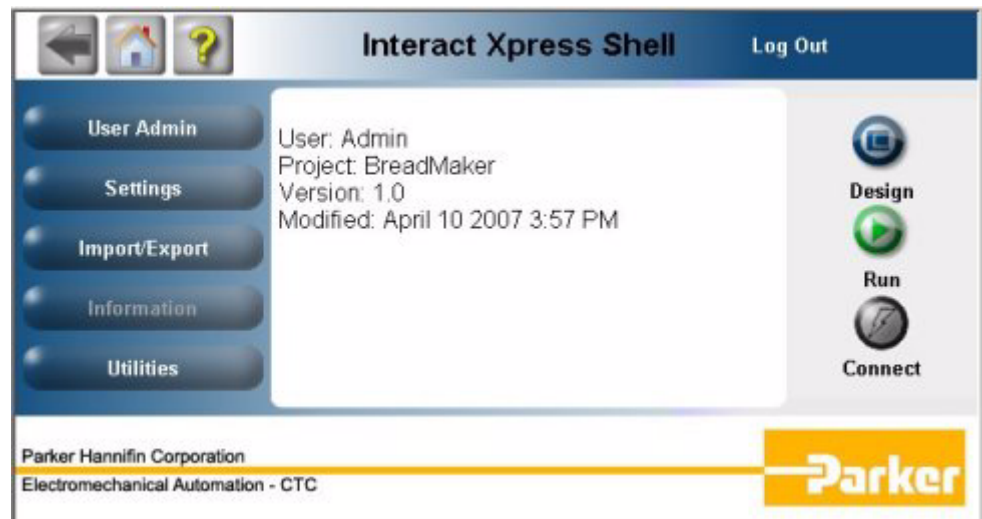 Interact Xpress Shell
Log Out
User Admin
Settings
Import/Export
Information
Utilities
User: Admin
Project: BreadMaker
Version: 1.0
Modified: April 10 2007 3:57 PM
Design
Run
Connect
Parker Hannifin Corporation
Electromechanical Automation - CTC
Parker